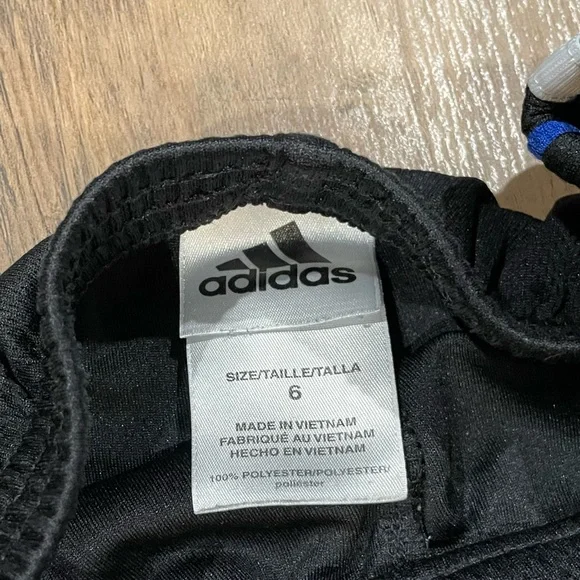 adidas
SIZE/TAILLE/TALLA
6
MADE IN VIETNAM
FABRIQUÉ AU VIETNAM
HECHO EN VIETNAM
100% POLYESTER/POLYESTER/
poliéster